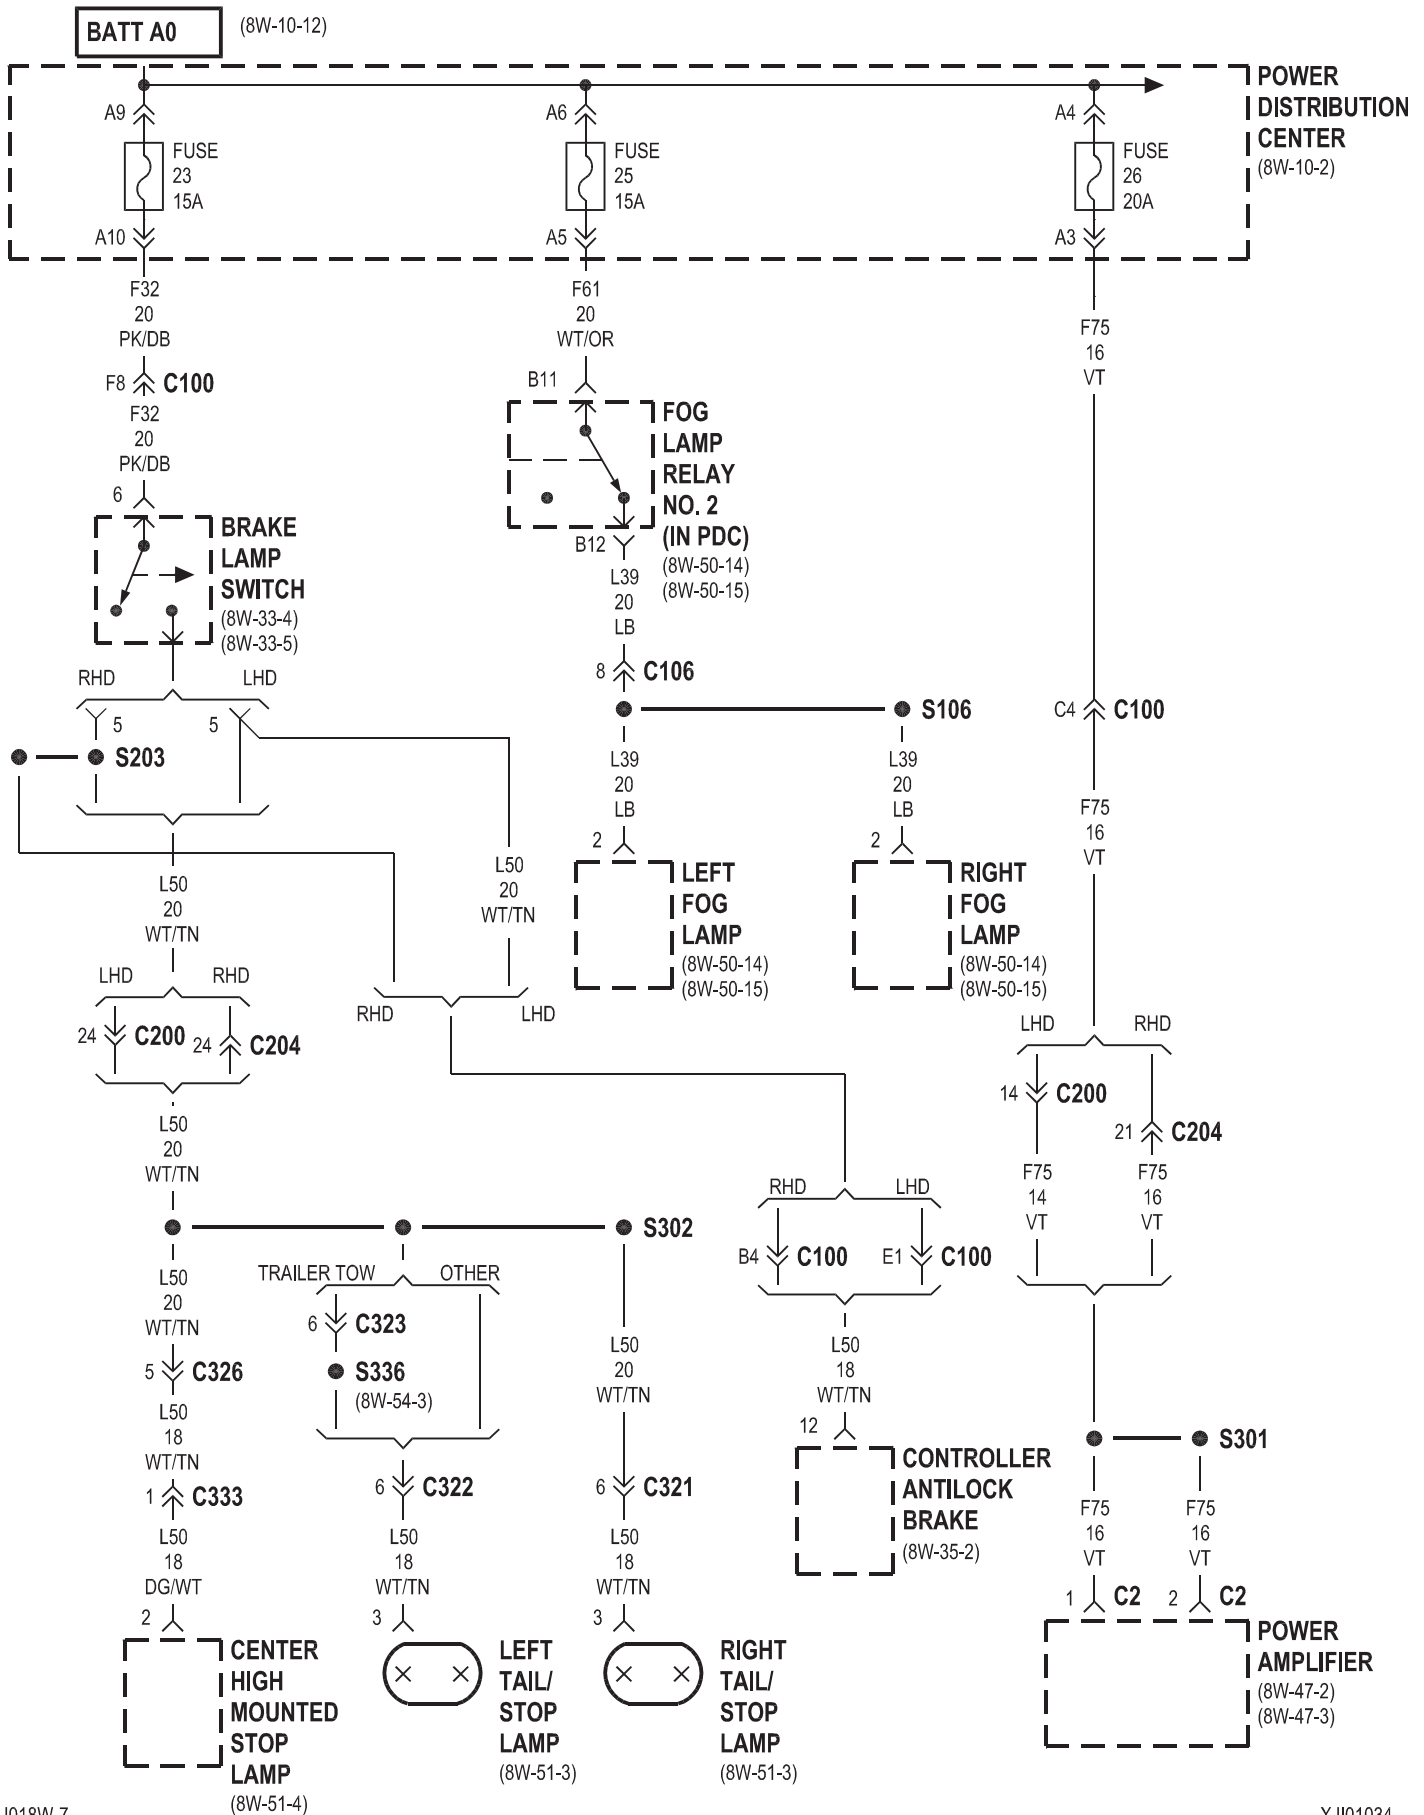 BATT A0
(8W-10-12)
POWER
DISTRIBUTION
CENTER
(8W-10-2)
A9
FUSE
23
15A
A10
A6
FUSE
25
15A
A5
A4
FUSE
26
20A
A3
F32
20
PK/DB
F8
C100
F32
20
PK/DB
6
BRAKE
LAMP
SWITCH
(8W-33-4)
(8W-33-5)
RHD
LHD
5
5
S203
L50
20
WT/TN
LHD
RHD
24
C200
24
C204
L50
20
WT/TN
F61
20
WT/OR
B11
FOG
LAMP
RELAY
NO. 2
(IN PDC)
(8W-50-14)
(8W-50-15)
B12
L39
20
LB
8
C106
S106
L39
20
LB
L39
20
LB
2
LEFT
FOG
LAMP
(8W-50-14)
(8W-50-15)
2
RIGHT
FOG
LAMP
(8W-50-14)
(8W-50-15)
L50
20
WT/TN
RHD
LHD
F75
16
VT
C4
C100
F75
16
VT
LHD
RHD
14
C200
21
C204
F75
14
VT
F75
16
VT
S302
L50
20
WT/TN
5
C326
L50
18
WT/TN
1
C333
L50
18
DG/WT
2
CENTER
HIGH
MOUNTED
STOP
LAMP
(8W-51-4)
TRAILER TOW
OTHER
6
C323
S336
(8W-54-3)
6
C322
L50
18
WT/TN
3
LEFT
TAIL/
STOP
LAMP
(8W-51-3)
L50
20
WT/TN
6
C321
L50
18
WT/TN
3
RIGHT
TAIL/
STOP
LAMP
(8W-51-3)
RHD
LHD
B4
C100
E1
C100
L50
18
WT/TN
12
CONTROLLER
ANTILOCK
BRAKE
(8W-35-2)
S301
F75
16
VT
F75
16
VT
1
C2
2
C2
POWER
AMPLIFIER
(8W-47-2)
(8W-47-3)